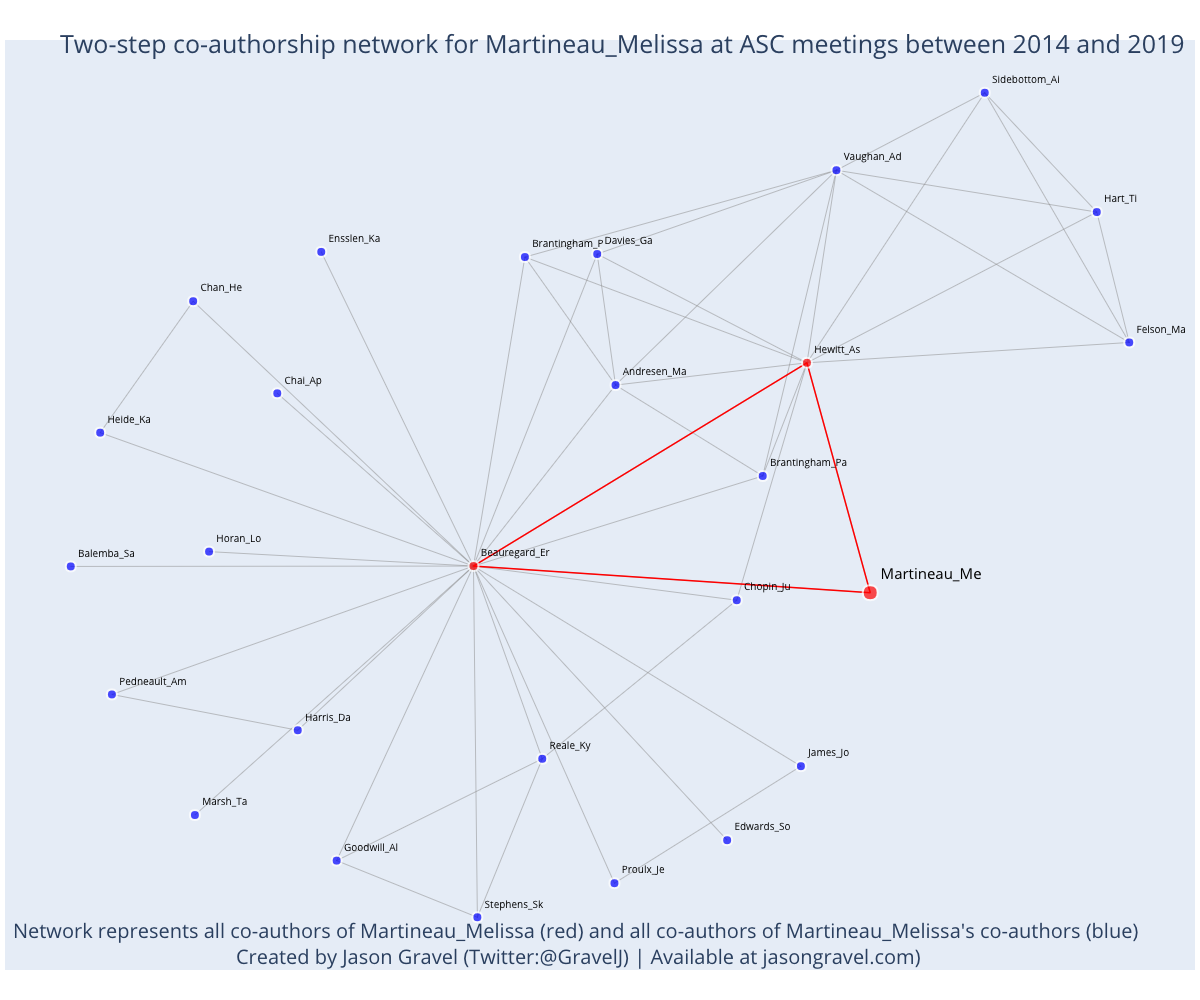 Two-step co-authorship network for Martineau_Melissa at ASC meetings between 2014 and 2019
Sidebottom_Ai
Vaughan_Ad
Hart_Ti
Ensslen_Ka
Brantingham_P
Davies_Ga
Chan_He
Felson_Ma
Hewitt_As
Andresen_Ma
Chai_Ap
Heide_Ka
Brantingham_Pa
Horan_Lo
Balemba_Sa
Beauregard_Er
Martineau_Me
Chopin_Ju
Pedneault_Am
Harris_Da
Reale_Ky
James_Jo
Marsh_Ta
Edwards_So
Goodwill_Al
Proulx_Je
Stephens_Sk
Network represents all co-authors of Martineau_Melissa (red) and all co-authors of Martineau_Melissa's co-authors (blue)
Created by Jason Gravel (Twitter:@GravelJ) | Available at jasongravel.com)